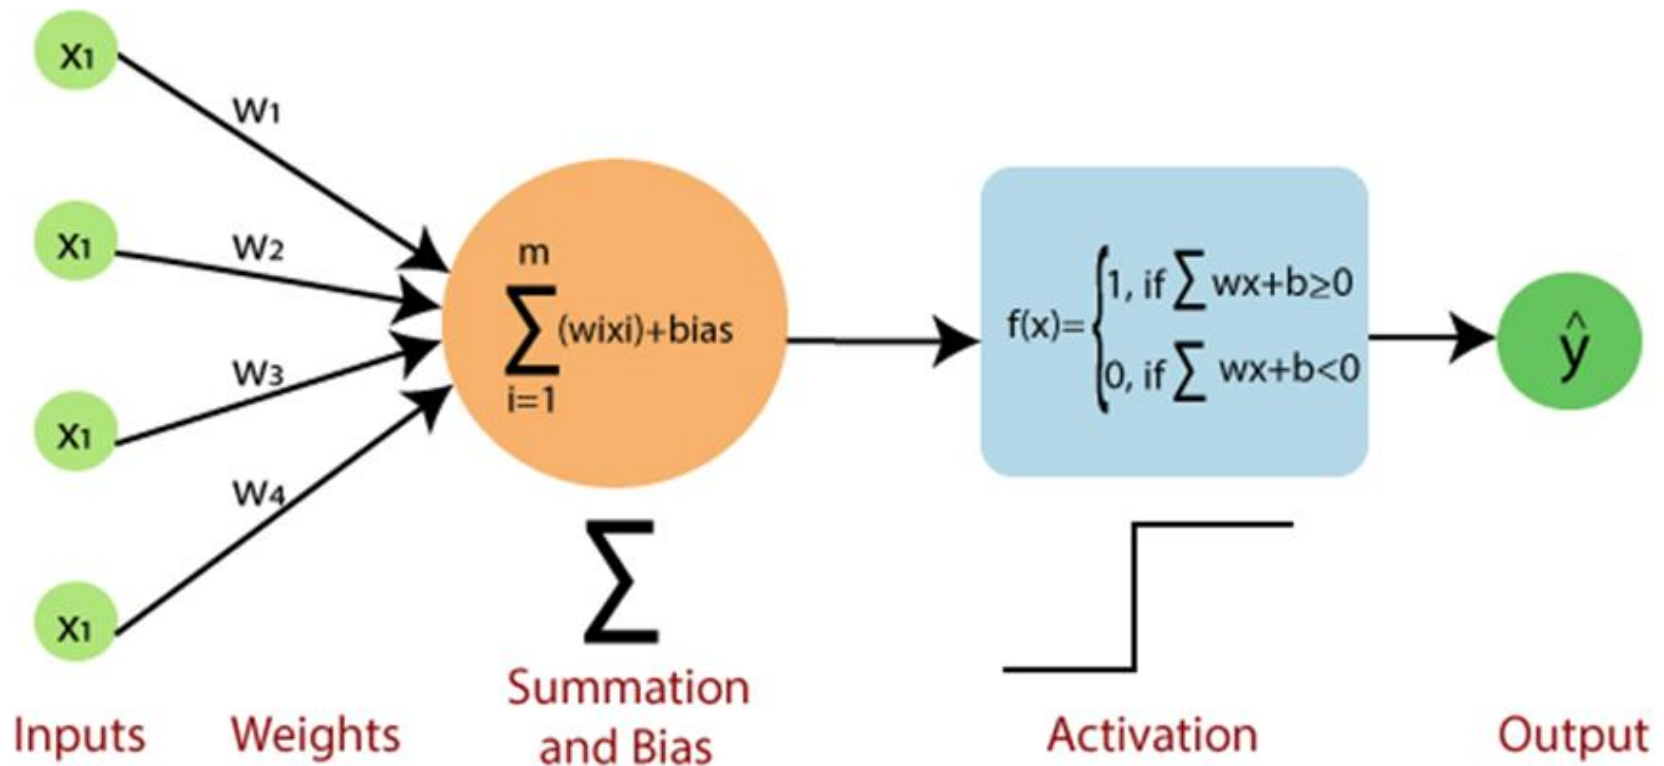 x1
w1
x1
w2
x1
w3
x1
w4
m
∑(wixi)+bias
i=1
f(x)={1, if ∑ wx+b≥0
0, if ∑ wx+b<0
ŷ
∑
Inputs
Weights
Summation
and Bias
Activation
Output